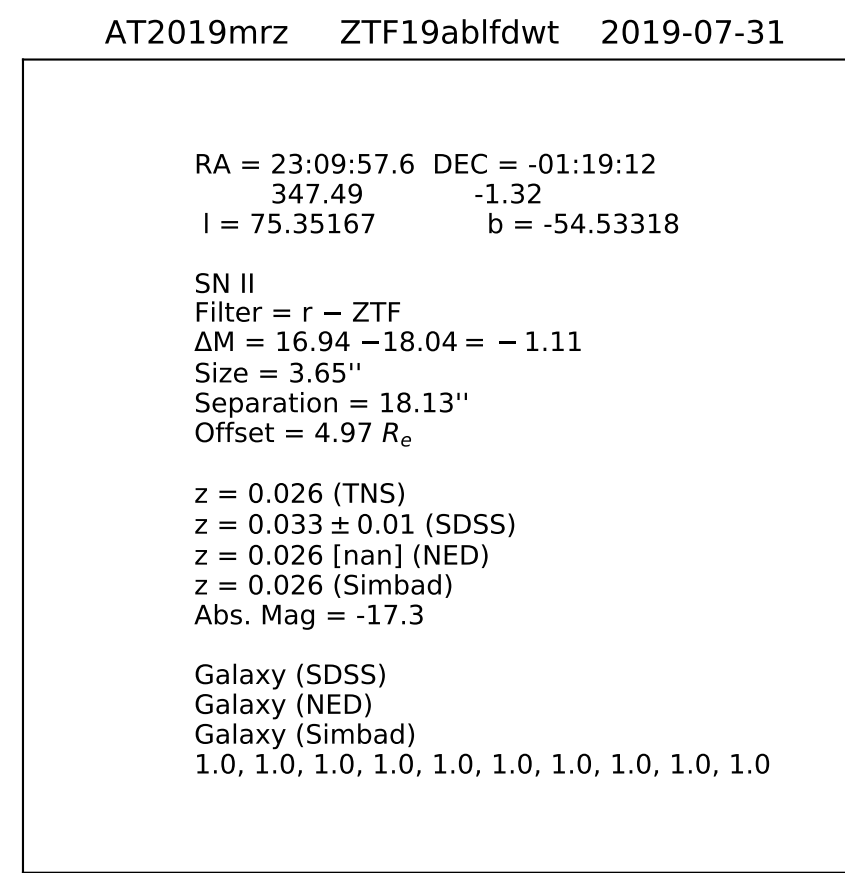 AT2019mrz ZTF19ablfdwt 2019-07-31
RA = 23:09:57.6 DEC = -01:19:12
347.49 -1.32
l = 75.35167 b = -54.53318
SN II
Filter = r − ZTF
ΔM = 16.94 −18.04 = − 1.11
Size = 3.65''
Separation = 18.13''
Offset = 4.97 Rₑ
z = 0.026 (TNS)
z = 0.033 ± 0.01 (SDSS)
z = 0.026 [nan] (NED)
z = 0.026 (Simbad)
Abs. Mag = -17.3
Galaxy (SDSS)
Galaxy (NED)
Galaxy (Simbad)
1.0, 1.0, 1.0, 1.0, 1.0, 1.0, 1.0, 1.0, 1.0, 1.0